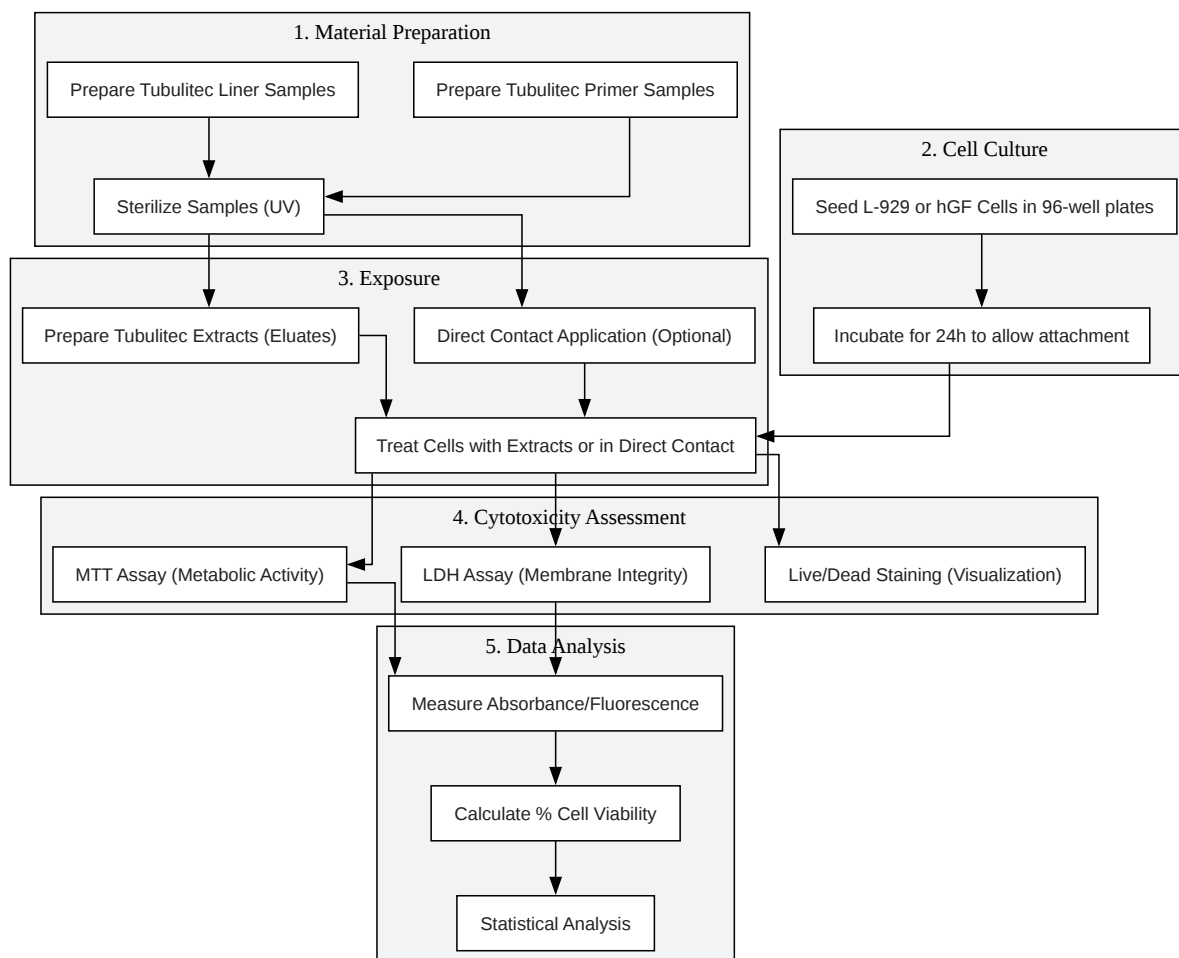 1. Material Preparation
Prepare Tubulitec Liner Samples
Prepare Tubulitec Primer Samples
Sterilize Samples (UV)
2. Cell Culture
Seed L-929 or hGF Cells in 96-well plates
Incubate for 24h to allow attachment
3. Exposure
Prepare Tubulitec Extracts (Eluates)
Direct Contact Application (Optional)
Treat Cells with Extracts or in Direct Contact
4. Cytotoxicity Assessment
MTT Assay (Metabolic Activity)
LDH Assay (Membrane Integrity)
Live/Dead Staining (Visualization)
5. Data Analysis
Measure Absorbance/Fluorescence
Calculate % Cell Viability
Statistical Analysis